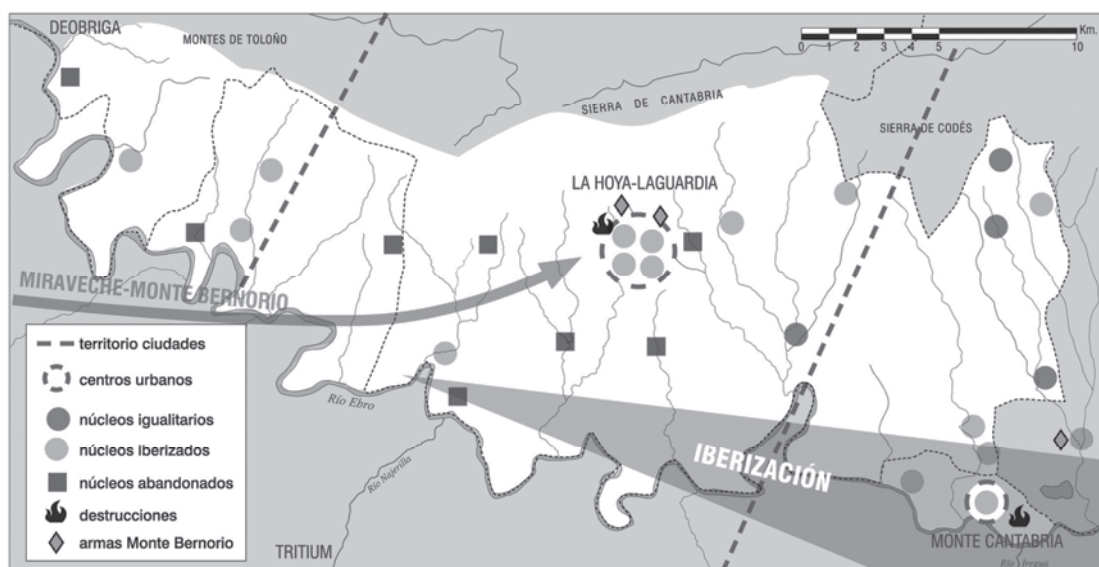 DEOBRIGA
MONTES DE TOLOÑO
Km.
0 1 2 3 4 5 10
SIERRA DE CANTABRIA
SIERRA DE CODÉS
LA HOYA-LAGUARDIA
MIRAVECHE-MONTE BERNORIO
territorio ciudades
centros urbanos
núcleos igualitarios
núcleos iberizados
núcleos abandonados
destrucciones
armas Monte Bernorio
Río Ebro
Río Najerilla
TRITIUM
IBERIZACIÓN
MONTE CANTABRIA
Río Iregua